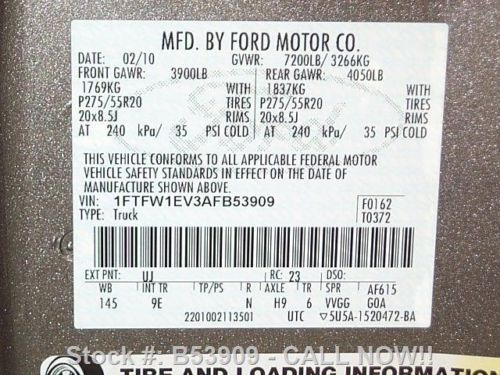 MFD. BY FORD MOTOR CO.
DATE: 02/10 GVWR: 7200LB/ 3266KG
FRONT GAWR: 3900LB REAR GAWR: 4050LB
1769KG WITH 1837KG WITH
P275/55R20 TIRES P275/55R20 TIRES
20x8.5J RIMS 20x8.5J RIMS
AT 240 kPa/ 35 PSI COLD AT 240 kPa/ 35 PSI COLD
THIS VEHICLE CONFORMS TO ALL APPLICABLE FEDERAL MOTOR
VEHICLE SAFETY STANDARDS IN EFFECT ON THE DATE OF
MANUFACTURE SHOWN ABOVE.
VIN: 1FTFW1EV3AFB53909 F0162
TYPE: Truck T0372
EXT PNT: UJ RC: 23 DSO:
WB INT TR TP/PS R AXLE TR SPR AF615
145 9E N H9 6 VVGG G0A
2201002113501 UTC ▽5U5A-1520472-BA
Stock #: B53909 - CALL NOW!!
TIRE AND LOADING INFORMATION